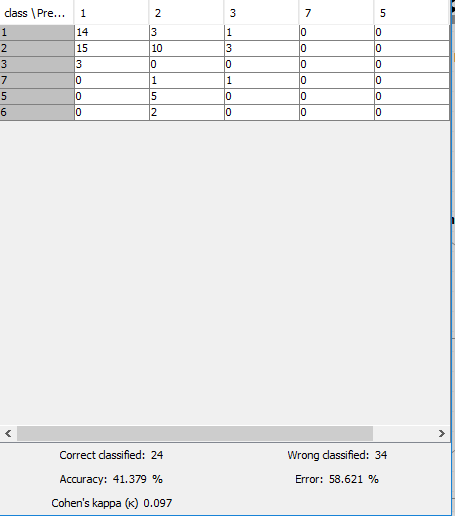 class \Pre... 1 2 3 7 5
1 14 3 1 0 0
2 15 10 3 0 0
3 3 0 0 0 0
7 0 1 1 0 0
5 0 5 0 0 0
6 0 2 0 0 0
Correct classified: 24 Wrong classified: 34
Accuracy: 41.379 % Error: 58.621 %
Cohen's kappa (κ) 0.097